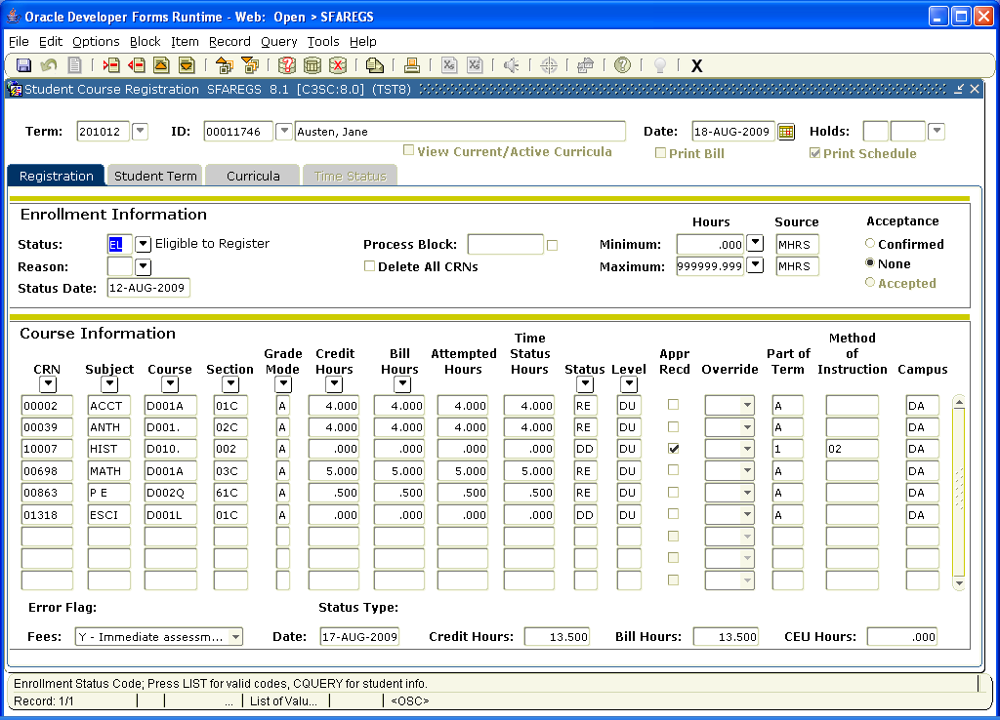 Oracle Developer Forms Runtime - Web: Open > SFAREGS
File Edit Options Block Item Record Query Tools Help
X
Student Course Registration SFAREGS 8.1 [C3SC:8.0] (TST8)
Term: 201012 ID: 00011746 Austen, Jane Date: 18-AUG-2009 Holds:
View Current/Active Curricula Print Bill Print Schedule
Registration Student Term Curricula Time Status
Enrollment Information
Hours Source Acceptance
Status: EL Eligible to Register Process Block: Minimum: .000 MHRS Confirmed
Reason: Delete All CRNs Maximum: 999999.999 MHRS None
Status Date: 12-AUG-2009 Accepted
Course Information
Time Method
Grade Credit Bill Attempted Status Appr Part of of
CRN Subject Course Section Mode Hours Hours Hours Hours Status Level Recd Override Term Instruction Campus
00002 ACCT D001A 01C A 4.000 4.000 4.000 4.000 RE DU A DA
00039 ANTH D001. 02C A 4.000 4.000 4.000 4.000 RE DU A DA
10007 HIST D010. 002 A .000 .000 .000 .000 DD DU 1 02 DA
00698 MATH D001A 03C A 5.000 5.000 5.000 5.000 RE DU A DA
00863 P E D002Q 61C A .500 .500 .500 .500 RE DU A DA
01318 ESCI D001L 01C A .000 .000 .000 .000 DD DU A DA
Error Flag: Status Type:
Fees: Y - Immediate assessm... Date: 17-AUG-2009 Credit Hours: 13.500 Bill Hours: 13.500 CEU Hours: .000
Enrollment Status Code; Press LIST for valid codes, CQUERY for student info.
Record: 1/1 ... List of Valu... <OSC>